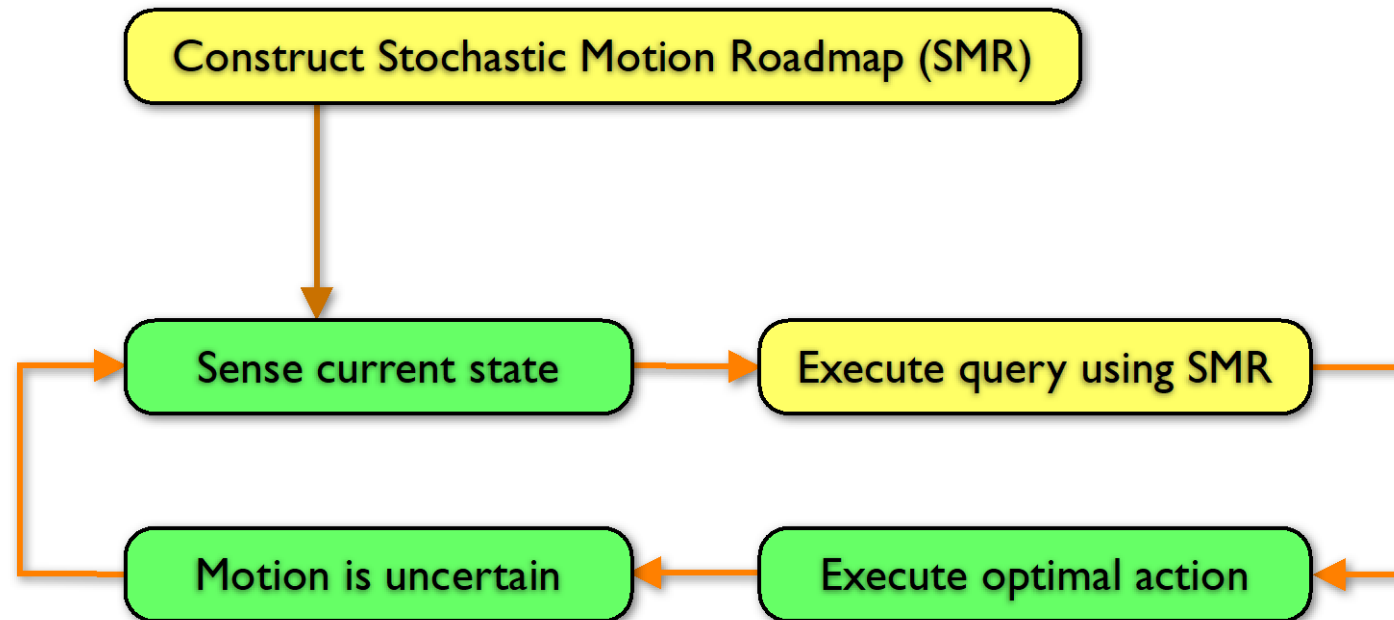 Construct Stochastic Motion Roadmap (SMR)
Sense current state
Execute query using SMR
Motion is uncertain
Execute optimal action